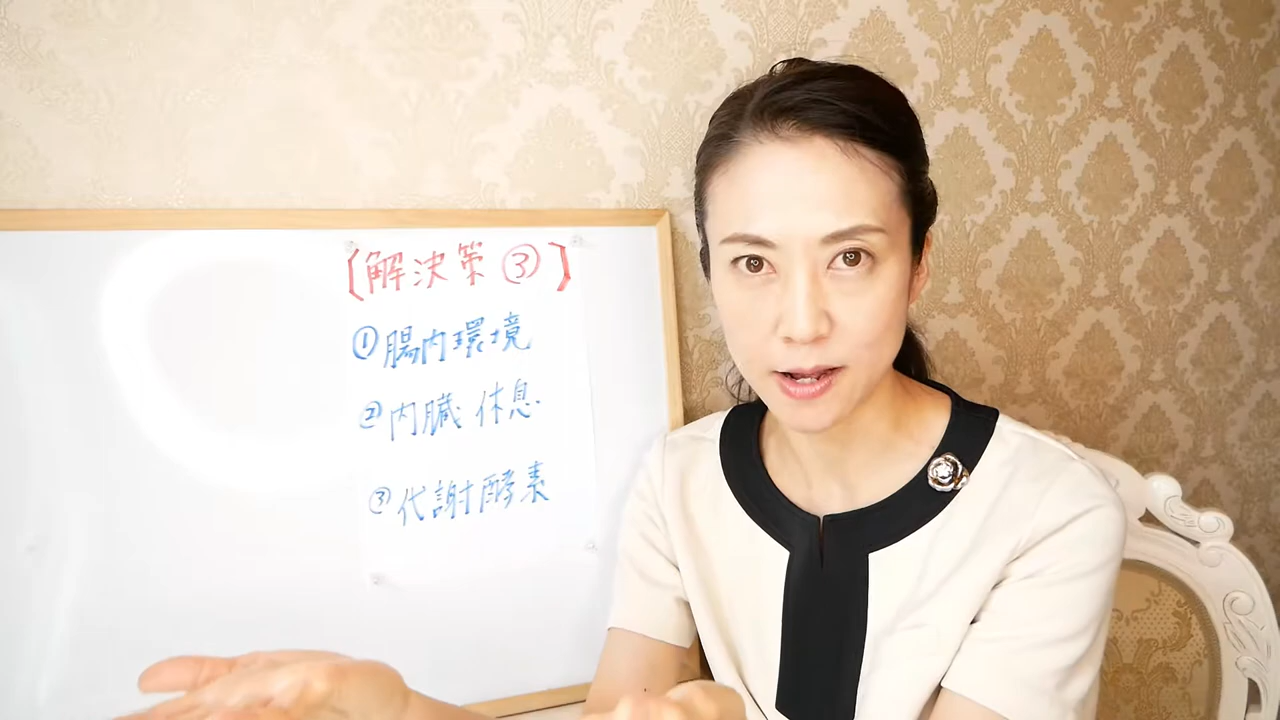 【解決策③】
①腸内環境
②内臓休息
③代謝酵素